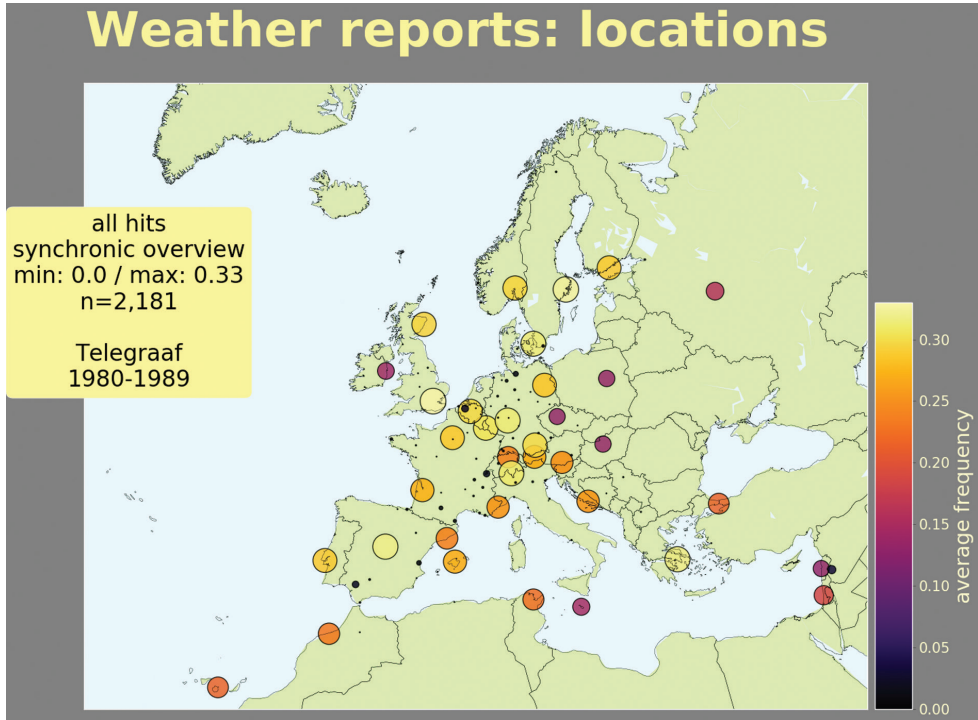 Weather reports: locations
all hits
synchronic overview
min: 0.0 / max: 0.33
n=2,181
Telegraaf
1980-1989
0.30
0.25
0.20
0.15
0.10
0.05
0.00
average frequency